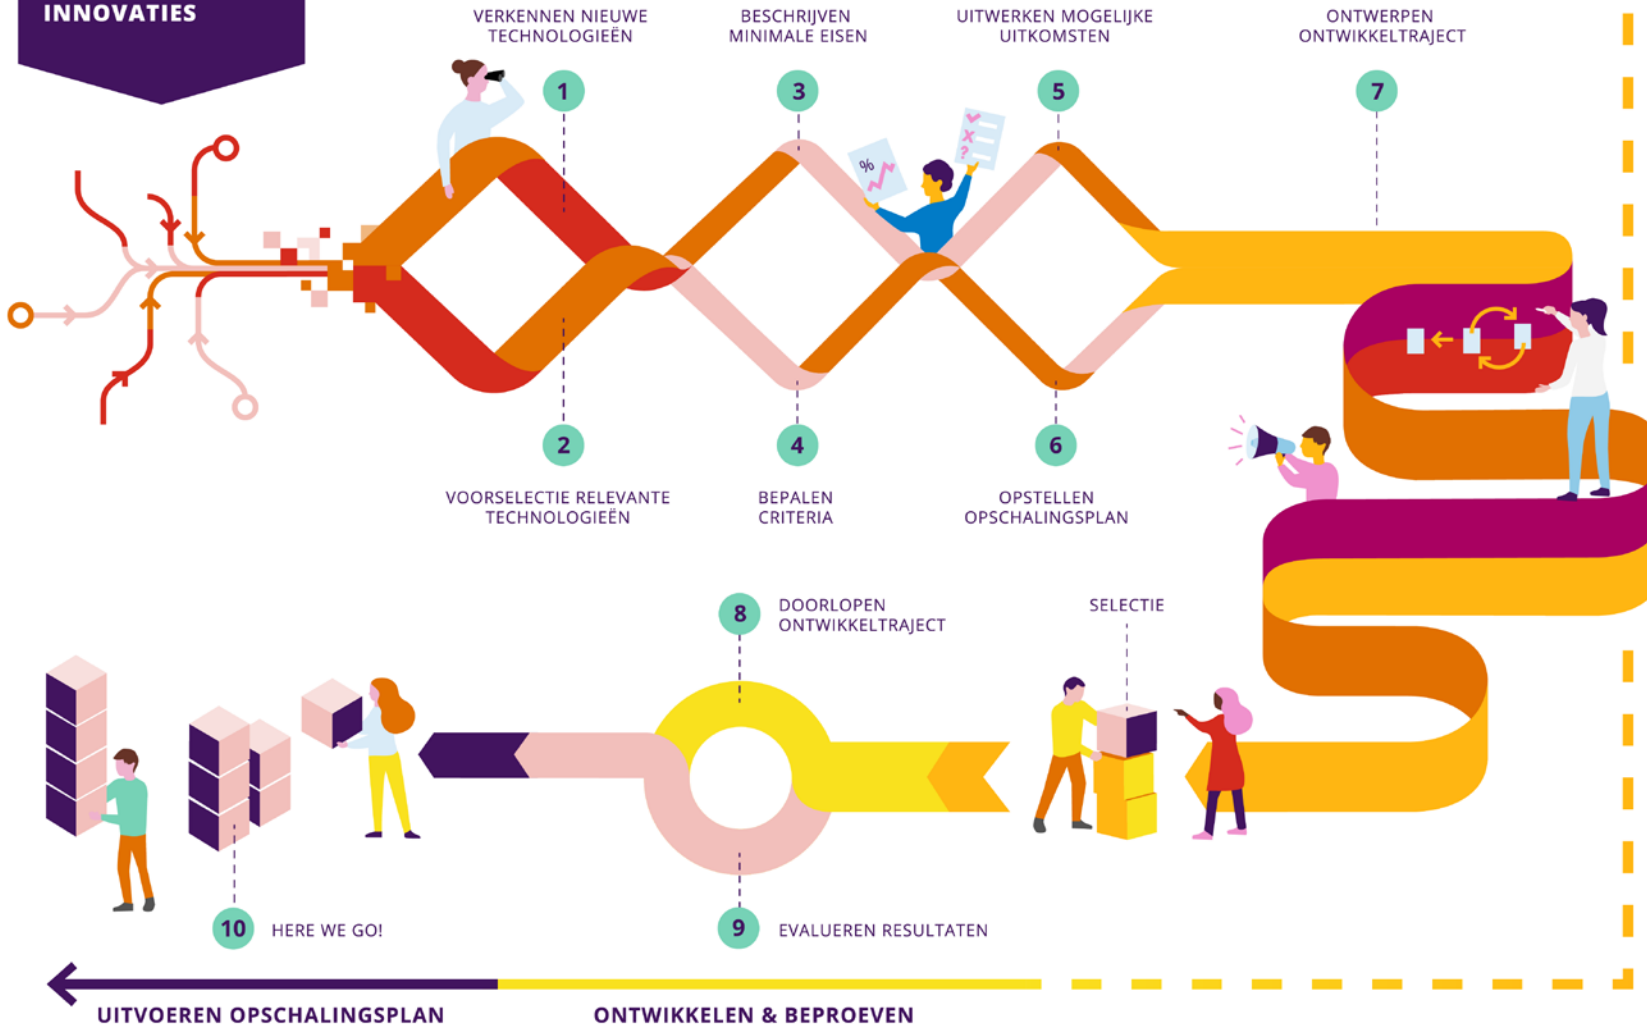 INNOVATIES
VERKENNEN NIEUWE
TECHNOLOGIEËN
1
BESCHRIJVEN
MINIMALE EISEN
3
UITWERKEN MOGELIJKE
UITKOMSTEN
5
ONTWERPEN
ONTWIKKELTRAJECT
7
%
?
2
VOORSELECTIE RELEVANTE
TECHNOLOGIEËN
4
BEPALEN
CRITERIA
6
OPSTELLEN
OPSCHALINGSPLAN
8
DOORLOPEN
ONTWIKKELTRAJECT
SELECTIE
10
HERE WE GO!
9
EVALUEREN RESULTATEN
UITVOEREN OPSCHALINGSPLAN
ONTWIKKELEN & BEPROEVEN